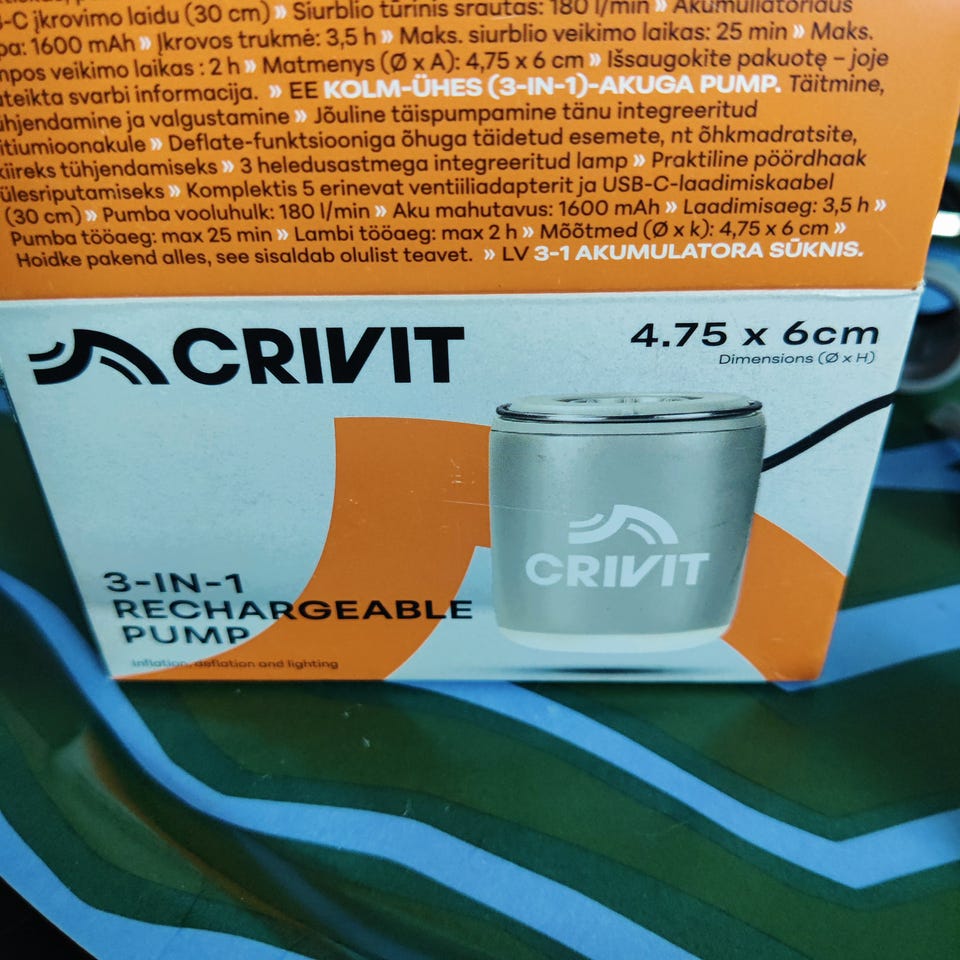 -C įkrovimo laidu (30 cm) » Siurblio tūrinis srautas: 180 l/min » Akumuliatoriaus
pa: 1600 mAh » Įkrovos trukmė: 3,5 h » Maks. siurblio veikimo laikas: 25 min » Maks.
mpos veikimo laikas : 2 h » Matmenys (Ø x A): 4,75 x 6 cm » Išsaugokite pakuotę – joje
ateikta svarbi informacija. » EE KOLM-ÜHES (3-IN-1)-AKUGA PUMP. Täitmine,
ühjendamine ja valgustamine » Jõuline täispumpamine tänu integreeritud
itiumioonakule » Deflate-funktsiooniga õhuga täidetud esemete, nt õhkmadratsite,
kiireks tühjendamiseks » 3 heledusastmega integreeritud lamp » Praktiline pöördhaak
ülesriputamiseks » Komplektis 5 erinevat ventiiliadapterit ja USB-C-laadimiskaabel
(30 cm) » Pumba vooluhulk: 180 l/min » Aku mahutavus: 1600 mAh » Laadimisaeg: 3,5 h »
Pumba tööaeg: max 25 min » Lambi tööaeg: max 2 h » Mõõtmed (Ø x k): 4,75 x 6 cm »
Hoidke pakend alles, see sisaldab olulist teavet. » LV 3-1 AKUMULATORA SŪKNIS.
CRIVIT
4.75 x 6cm
Dimensions (Ø x H)
CRIVIT
3-IN-1
RECHARGEABLE
PUMP
inflation, deflation and lighting